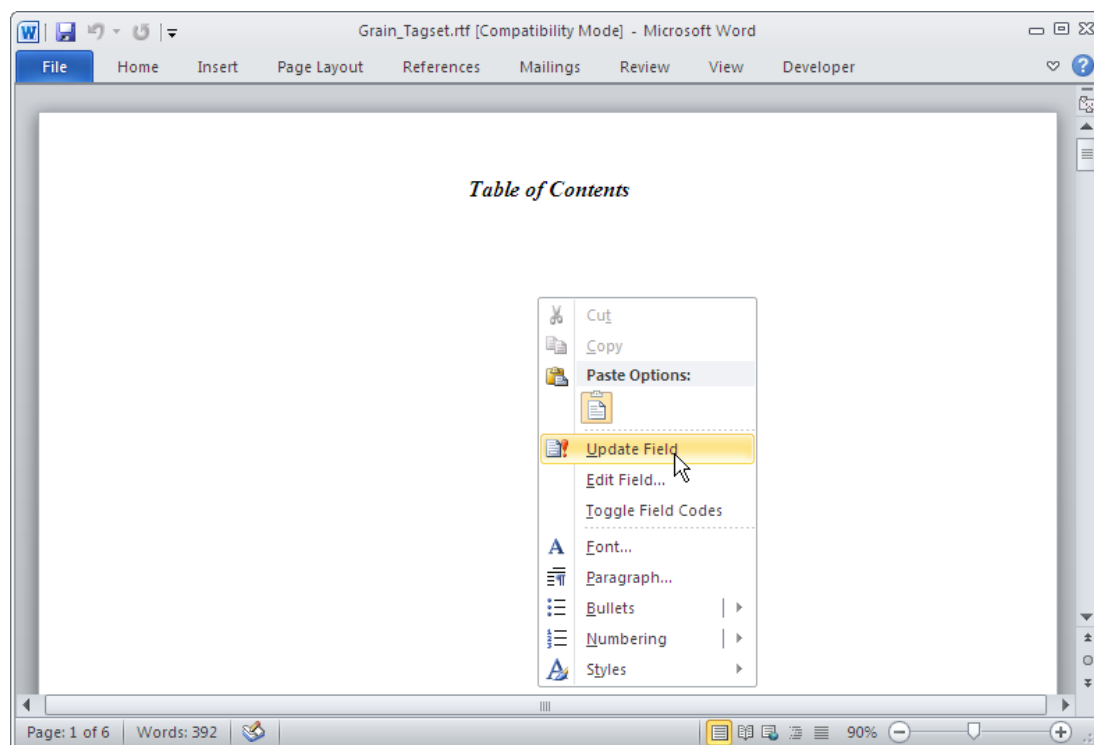 Grain_Tagset.rtf [Compatibility Mode] - Microsoft Word
File Home Insert Page Layout References Mailings Review View Developer
Table of Contents
Cut
Copy
Paste Options:
Update Field
Edit Field...
Toggle Field Codes
Font...
Paragraph...
Bullets
Numbering
Styles
Page: 1 of 6 Words: 392 90%